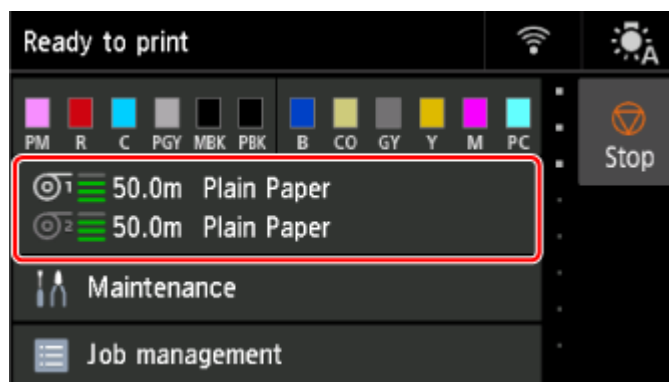 Ready to print
A
PM R C PGY MBK PBK B CO GY Y M PC
Stop
1 50.0m Plain Paper
2 50.0m Plain Paper
Maintenance
Job management